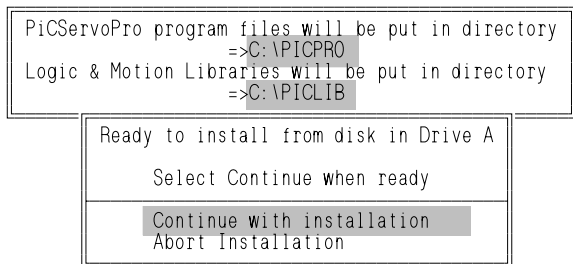 PiCServoPro program files will be put in directory
=>C:\PICPRO
Logic & Motion Libraries will be put in directory
=>C:\PICLIB
Ready to install from disk in Drive A
Select Continue when ready
Continue with installation
Abort Installation